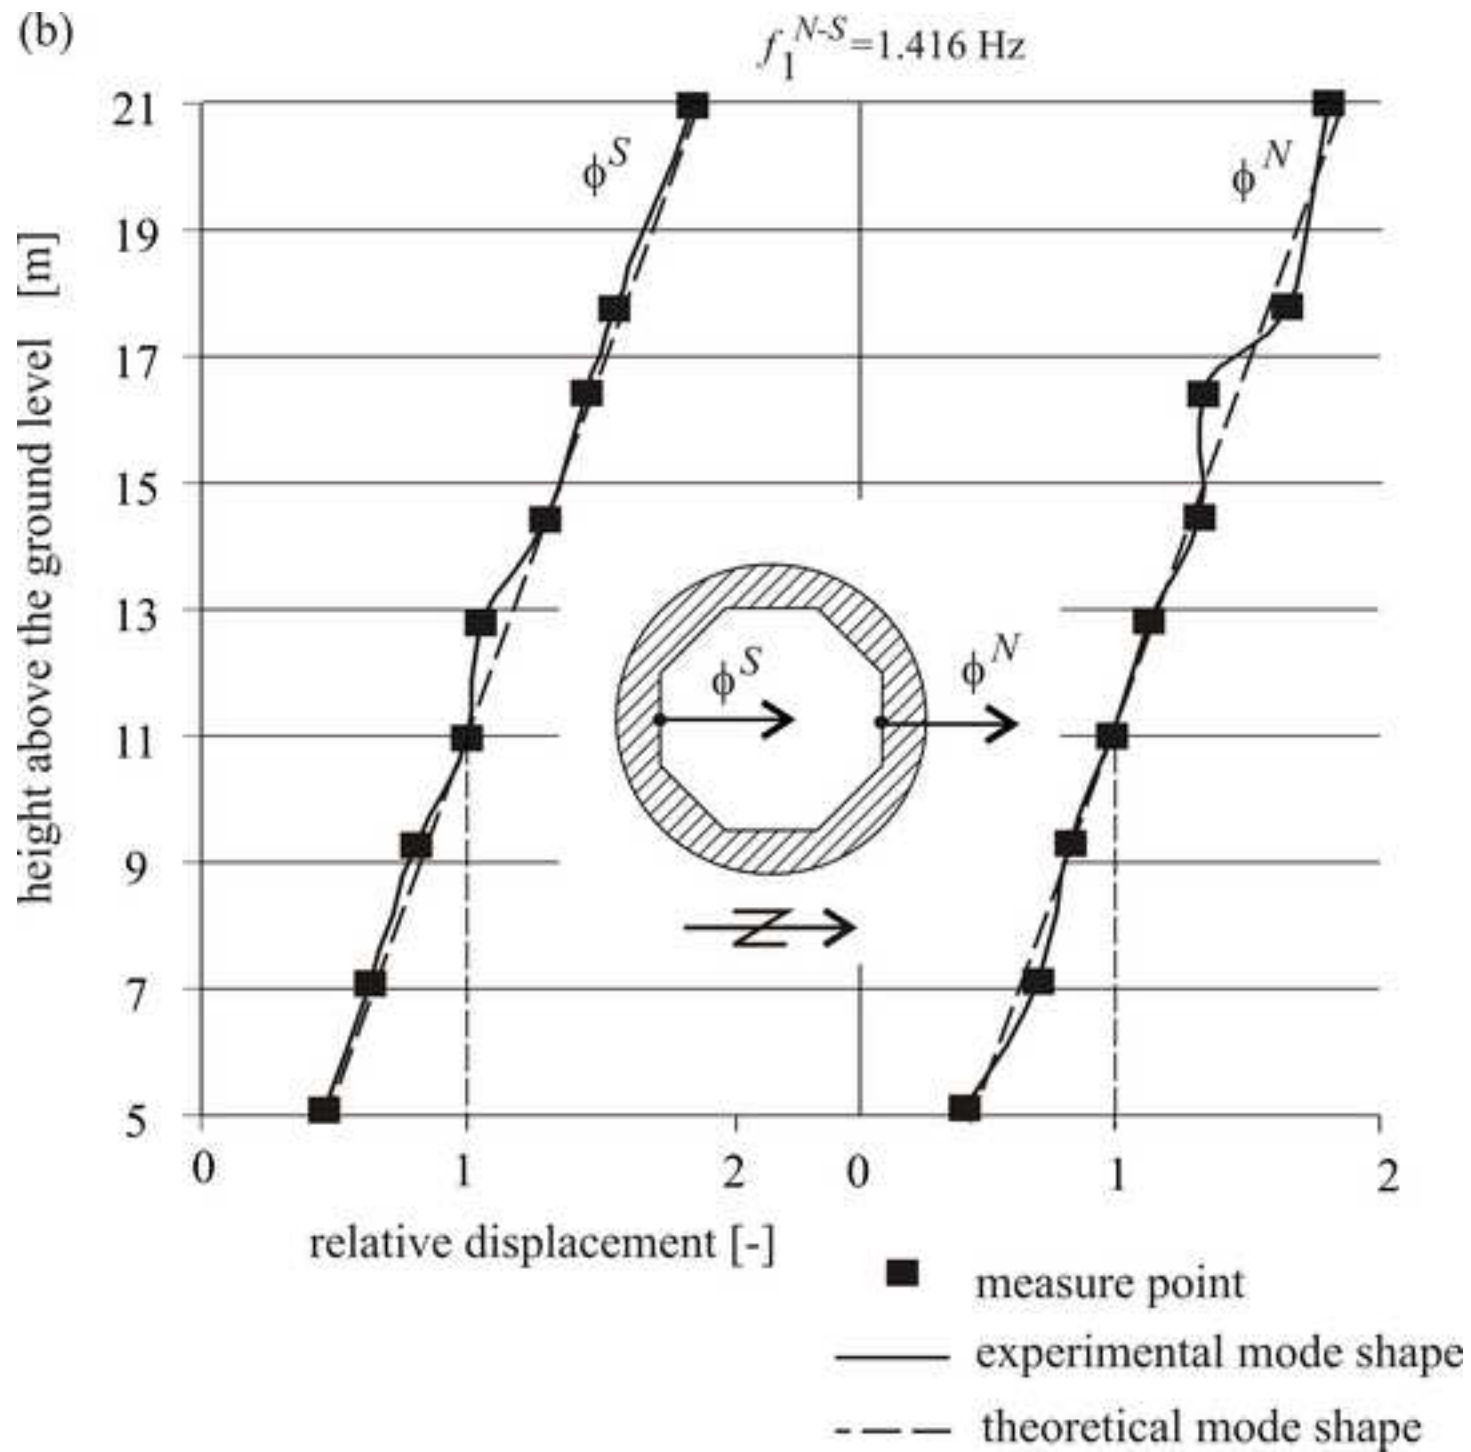 (b)
f₁ᴺ⁻ˢ=1.416 Hz
21
19
17
15
13
11
9
7
5
height above the ground level [m]
ϕS
ϕN
ϕS
ϕN
N
0 1 2 0 1 2
relative displacement [-]
measure point
experimental mode shape
theoretical mode shape